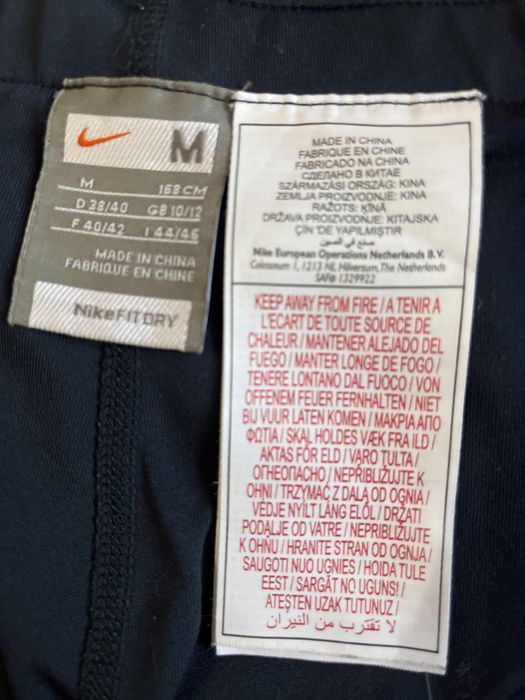 M
M 168 CM
D 38/40 GB 10/12
F 40/42 I 44/46
MADE IN CHINA
FABRIQUE EN CHINE
NikeFITDRY
MADE IN CHINA
FABRIQUE EN CHINE
FABRICADO NA CHINA
СДЕЛАНО В КИТАЕ
SZÁRMAZÁSI ORSZÁG: KINA
ZEMLJA PROIZVODNJE: KINA
RAŽOTS: ĶĪNĀ
DRŽAVA PROIZVODNJE: KITAJSKA
ÇİN 'DE YAPILMIŞTIR
صنع في الصين
Nike European Operations Netherlands B.V.
Colosseum 1, 1213 NL Hilversum, The Netherlands
SAP# 1329922
KEEP AWAY FROM FIRE / A TENIR A
L'ECART DE TOUTE SOURCE DE
CHALEUR / MANTENER ALEJADO DEL
FUEGO / MANTER LONGE DE FOGO /
TENERE LONTANO DAL FUOCO / VON
OFFENEM FEUER FERNHALTEN / NIET
BIJ VUUR LATEN KOMEN / ΜΑΚΡΙΑ ΑΠΟ
ΦΩΤΙΑ / SKAL HOLDES VÆK FRA ILD /
AKTAS FÖR ELD / VARO TULTA /
ОГНЕОПАСНО / NEPŘIBLIŽUJTE K
OHNI / TRZYMAĆ Z DALA OD OGNIA /
VÉDJE NYÍLT LÁNG ELŐL / DRŽATI
PODALJE OD VATRE / NEPRIBLIŽUJTE
K OHŇU / HRANITE STRAN OD OGNJA /
SAUGOTI NUO UGNIES / HOIDA TULE
EEST / SARGĀT NO UGUNS! /
ATEŞTEN UZAK TUTUNUZ /
لا تقترب من النيران